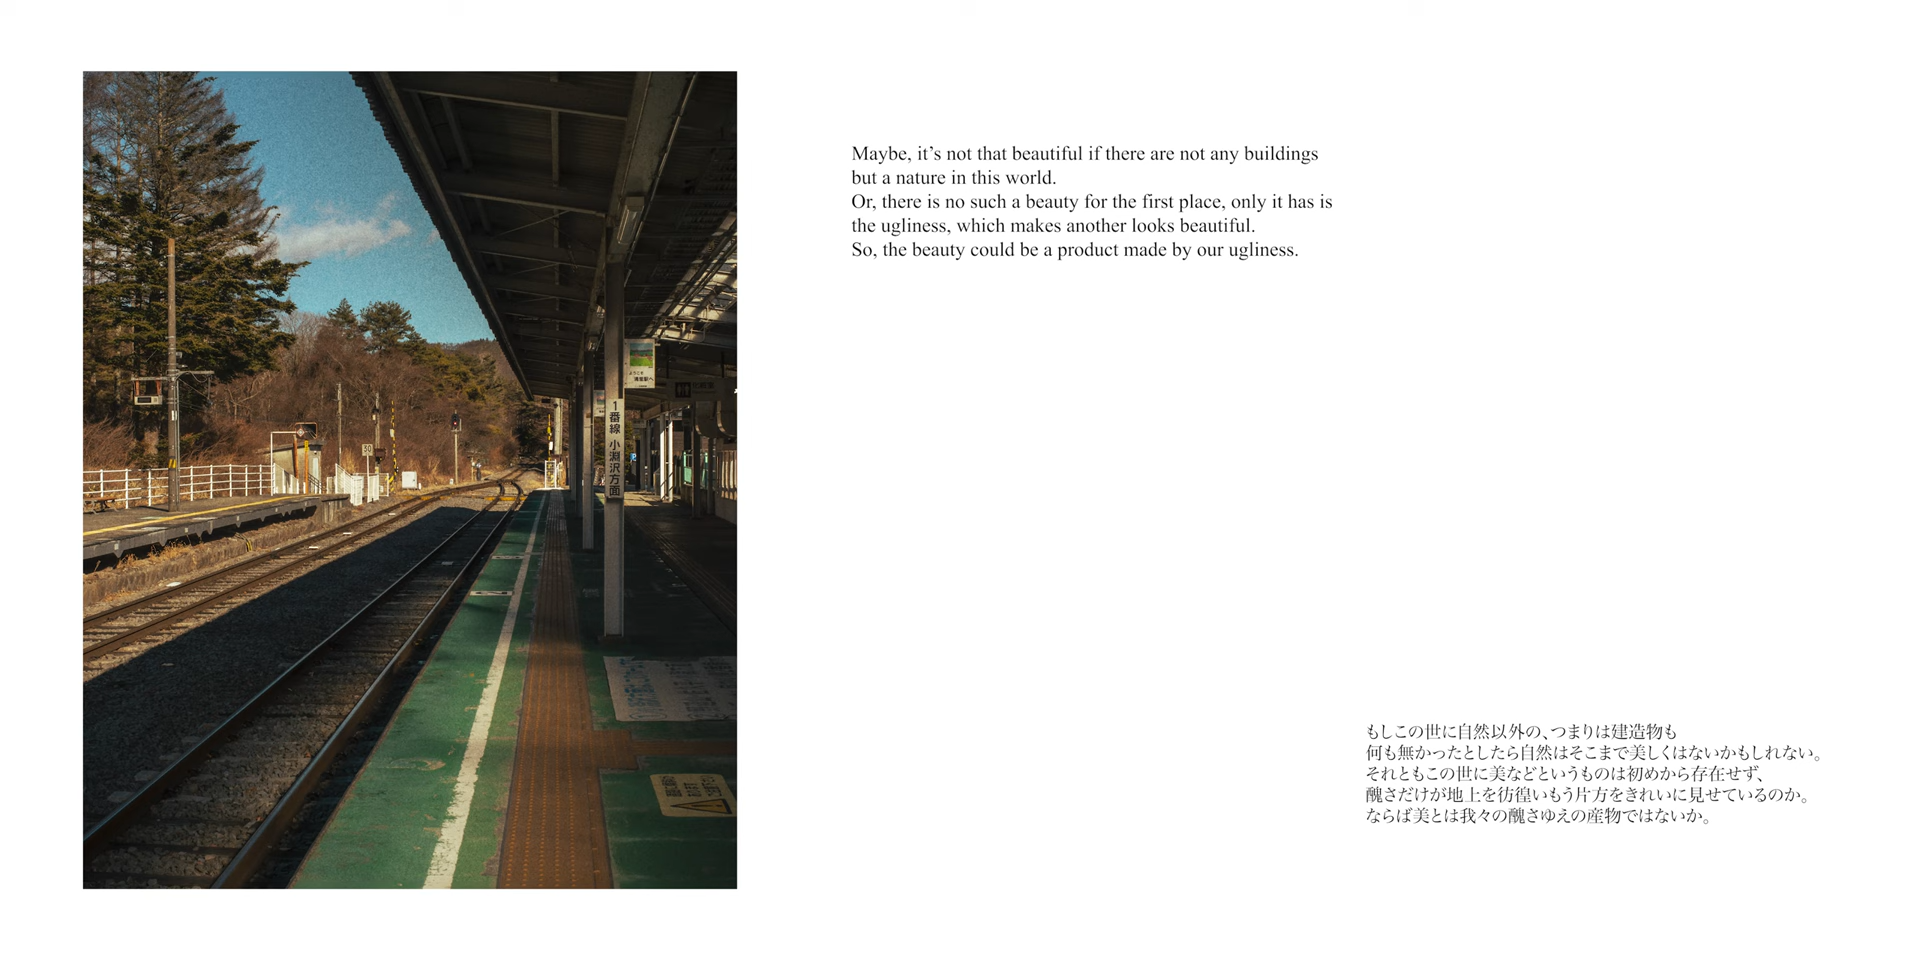 Maybe, it’s not that beautiful if there are not any buildings
but a nature in this world.
Or, there is no such a beauty for the first place, only it has is
the ugliness, which makes another looks beautiful.
So, the beauty could be a product made by our ugliness.
もしこの世に自然以外の、つまりは建造物も
何も無かったとしたら自然はそこまで美しくはないかもしれない。
それともこの世に美などというものは初めから存在せず、
醜さだけが地上を彷徨いもう片方をきれいに見せているのか。
ならば美とは我々の醜さゆえの産物ではないか。
ようこそ
1番線 小淵沢方面
30